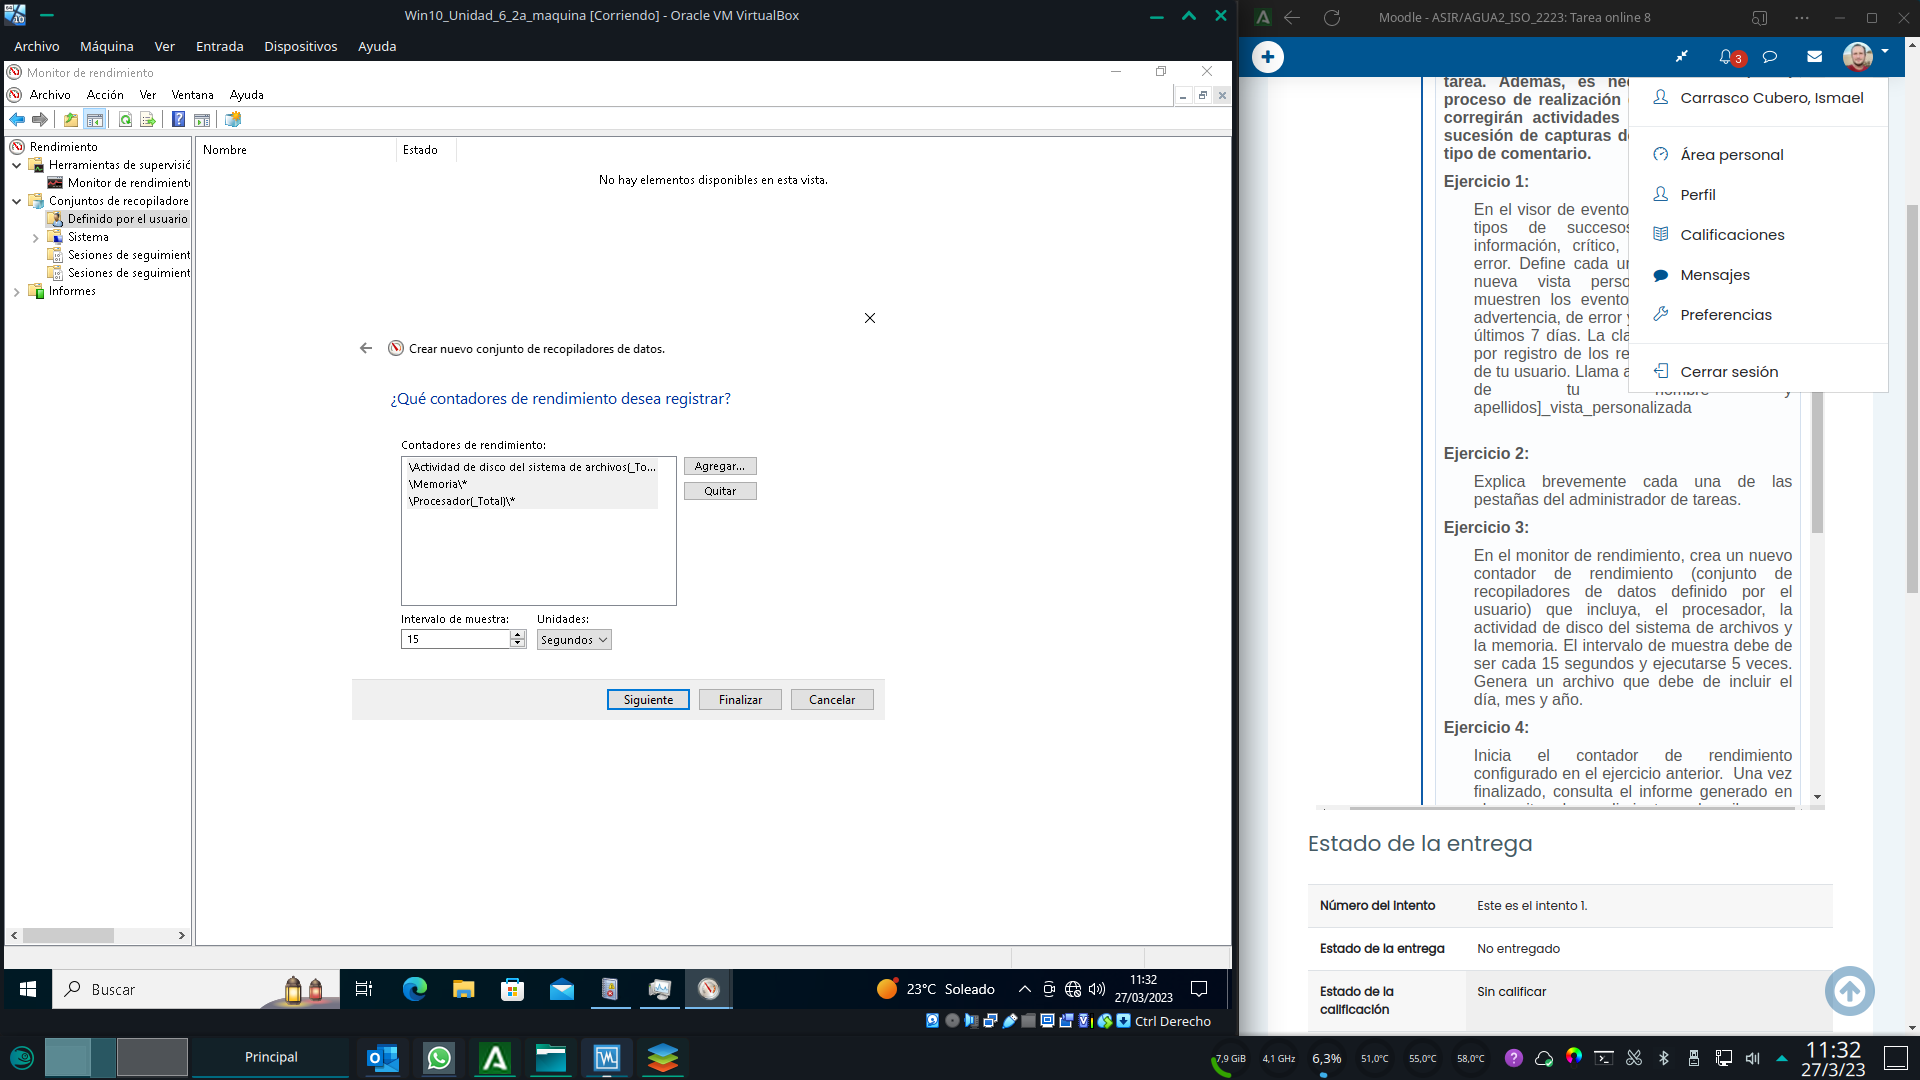 Win10_Unidad_6_2a_maquina [Corriendo] - Oracle VM VirtualBox
Archivo Máquina Ver Entrada Dispositivos Ayuda
Monitor de rendimiento
Archivo Acción Ver Ventana Ayuda
Rendimiento
Herramientas de supervisió
Monitor de rendimiento
Conjuntos de recopiladore
Definido por el usuario
Sistema
Sesiones de seguimient
Sesiones de seguimient
Informes
Nombre Estado
No hay elementos disponibles en esta vista.
Crear nuevo conjunto de recopiladores de datos.
¿Qué contadores de rendimiento desea registrar?
Contadores de rendimiento:
\Actividad de disco del sistema de archivos(_To...
\Memoria\*
\Procesador(_Total)\*
Agregar...
Quitar
Intervalo de muestra: Unidades:
15 Segundos
Siguiente Finalizar Cancelar
Buscar
23°C Soleado
11:32
27/03/2023
Ctrl Derecho
Moodle - ASIR/AGUA2_ISO_2223: Tarea online 8
3
tarea. Además, es nec
proceso de realización
corregirán actividades
sucesión de capturas d
tipo de comentario.
Ejercicio 1:
En el visor de evento
tipos de sucesos
información, crítico,
error. Define cada u
nueva vista perso
muestren los evento
advertencia, de error y
últimos 7 días. La cla
por registro de los re
de tu usuario. Llama a
de tu nombre y
apellidos]_vista_personalizada
Carrasco Cubero, Ismael
Área personal
Perfil
Calificaciones
Mensajes
Preferencias
Cerrar sesión
Ejercicio 2:
Explica brevemente cada una de las
pestañas del administrador de tareas.
Ejercicio 3:
En el monitor de rendimiento, crea un nuevo
contador de rendimiento (conjunto de
recopiladores de datos definido por el
usuario) que incluya, el procesador, la
actividad de disco del sistema de archivos y
la memoria. El intervalo de muestra debe de
ser cada 15 segundos y ejecutarse 5 veces.
Genera un archivo que debe de incluir el
día, mes y año.
Ejercicio 4:
Inicia el contador de rendimiento
configurado en el ejercicio anterior. Una vez
finalizado, consulta el informe generado en
Estado de la entrega
Número del intento Este es el intento 1.
Estado de la entrega No entregado
Estado de la calificación Sin calificar
Principal
7,9 GiB 4,1 GHz 6,3% 51,0°C 55,0°C 58,0°C
11:32
27/3/23